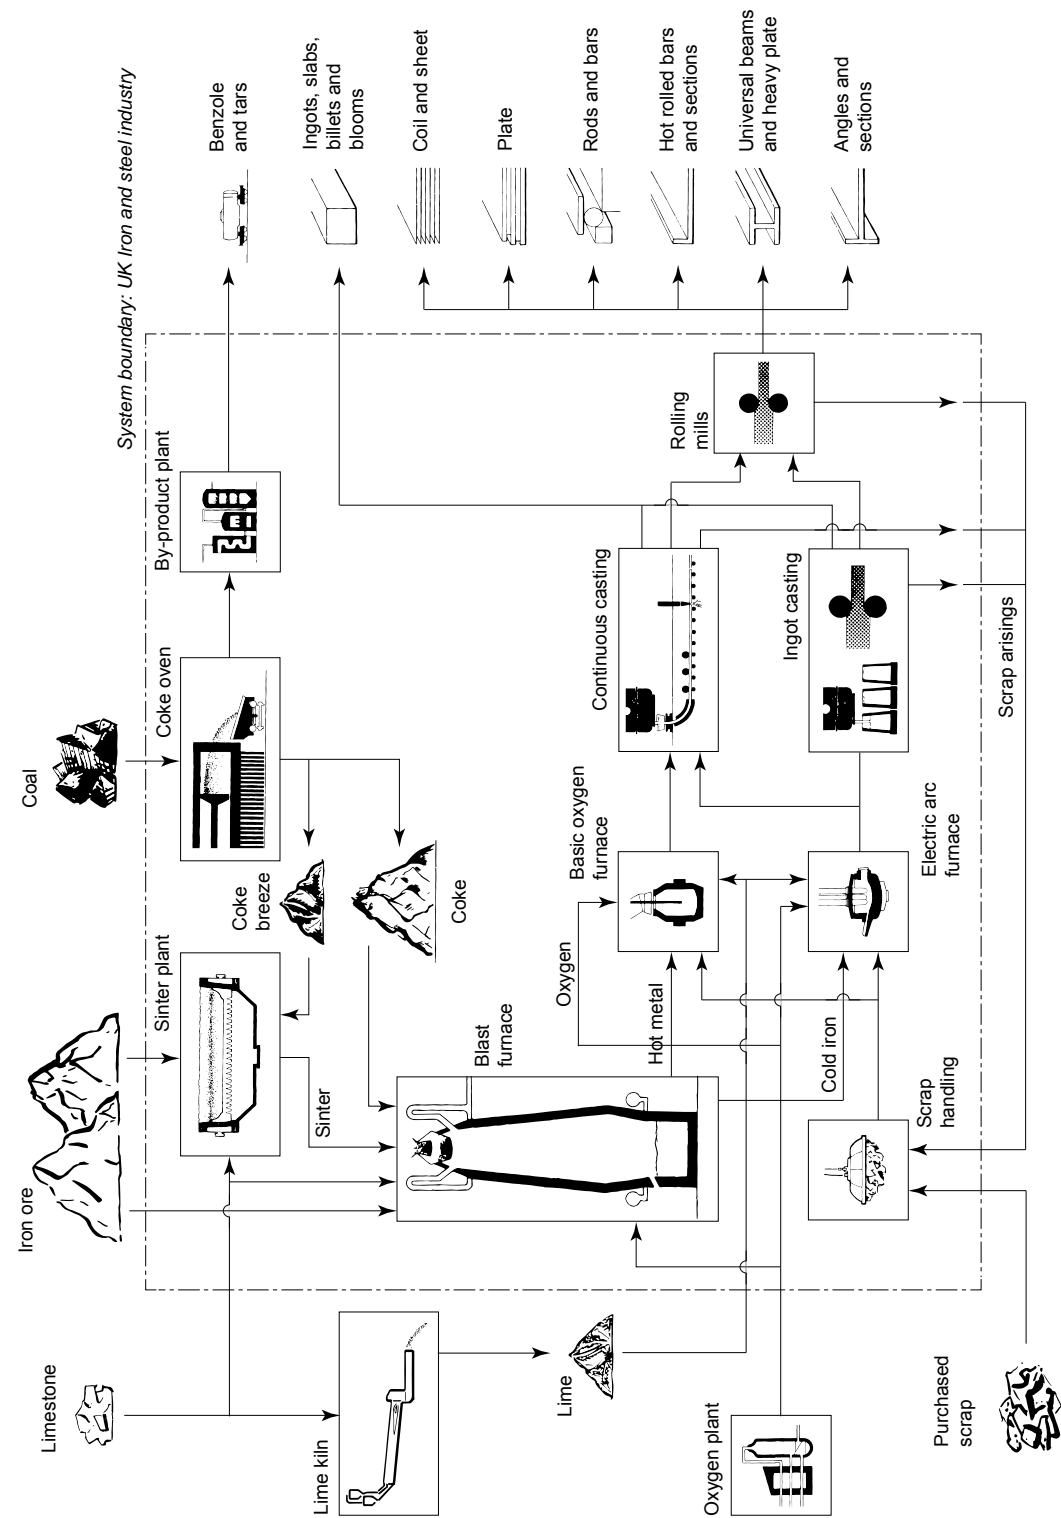 System boundary: UK Iron and steel industry
Limestone
Iron ore
Coal
Benzole
and tars
Sinter plant
Coke oven
By-product plant
Ingots, slabs,
billets and
blooms
Lime kiln
Sinter
Coke
breeze
Coke
Coil and sheet
Plate
Blast
furnace
Lime
Oxygen
Basic oxygen
furnace
Continuous casting
Rods and bars
Hot metal
Rolling
mills
Hot rolled bars
and sections
Oxygen plant
Cold iron
Ingot casting
Universal beams
and heavy plate
Scrap
handling
Electric arc
furnace
Angles and
sections
Purchased
scrap
Scrap arisings